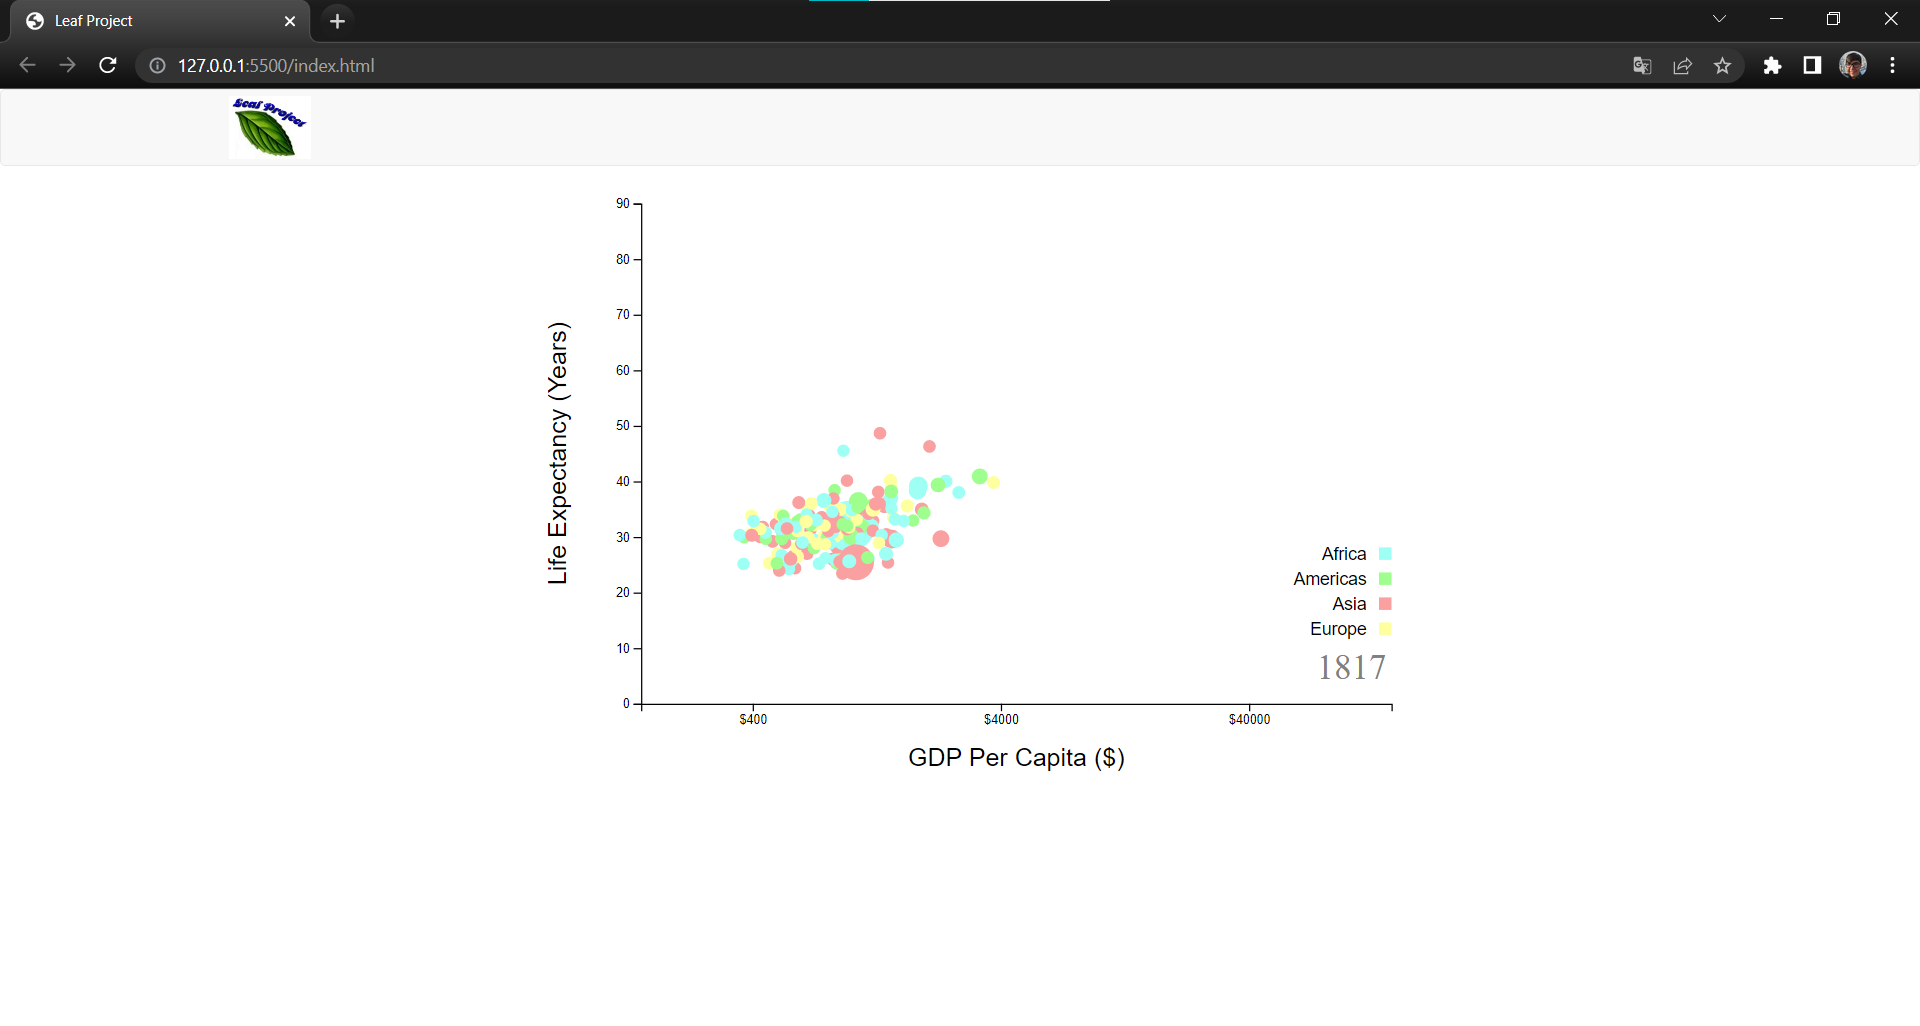 Leaf Project
127.0.0.1:5500/index.html
Leaf Project
90
80
70
60
50
40
30
20
10
0
Life Expectancy (Years)
Africa
Americas
Asia
Europe
1817
$400 $4000 $40000
GDP Per Capita ($)